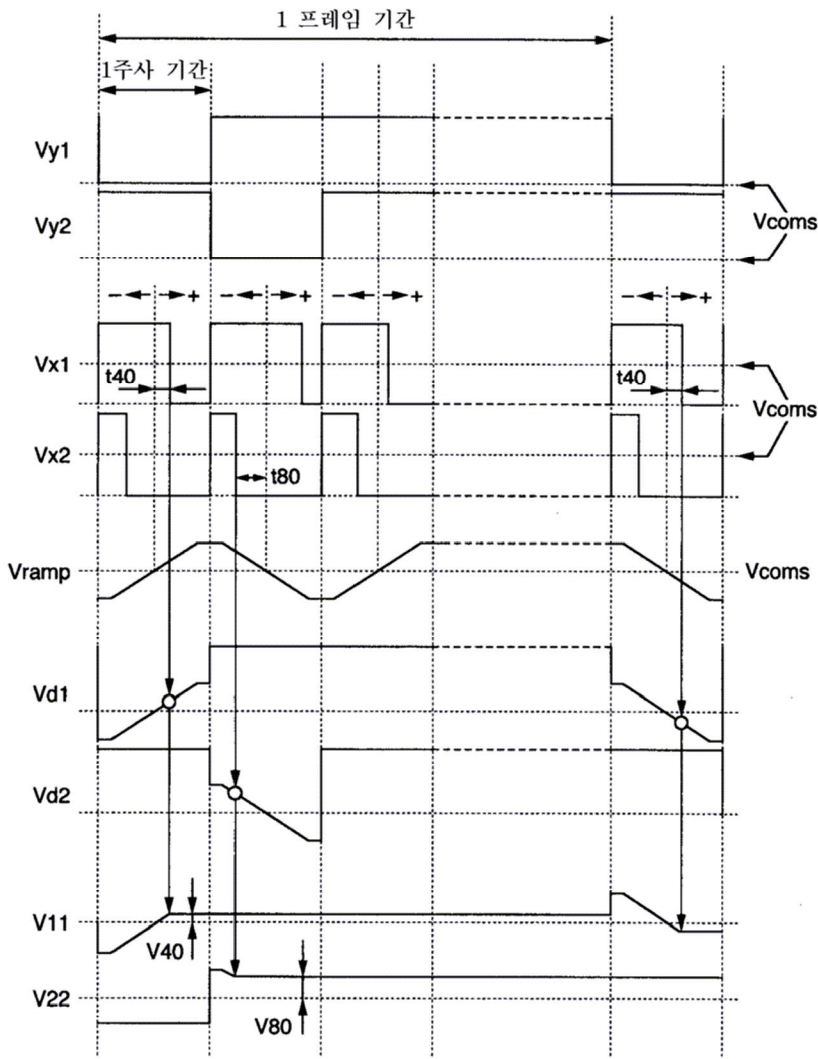 1 프레임 기간
1주사 기간
Vy1
Vy2
Vcoms
- + - + - + - +
Vx1
t40
t40
Vcoms
Vx2
t80
Vramp
Vcoms
Vd1
Vd2
V11
V40
V22
V80